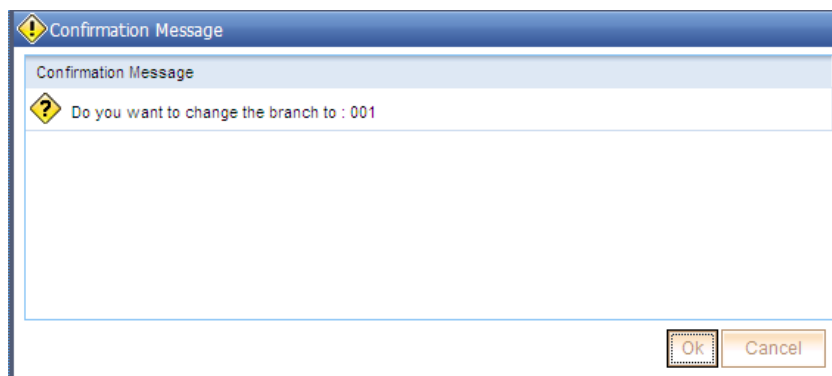 Confirmation Message
Confirmation Message
Do you want to change the branch to : 001
Ok Cancel